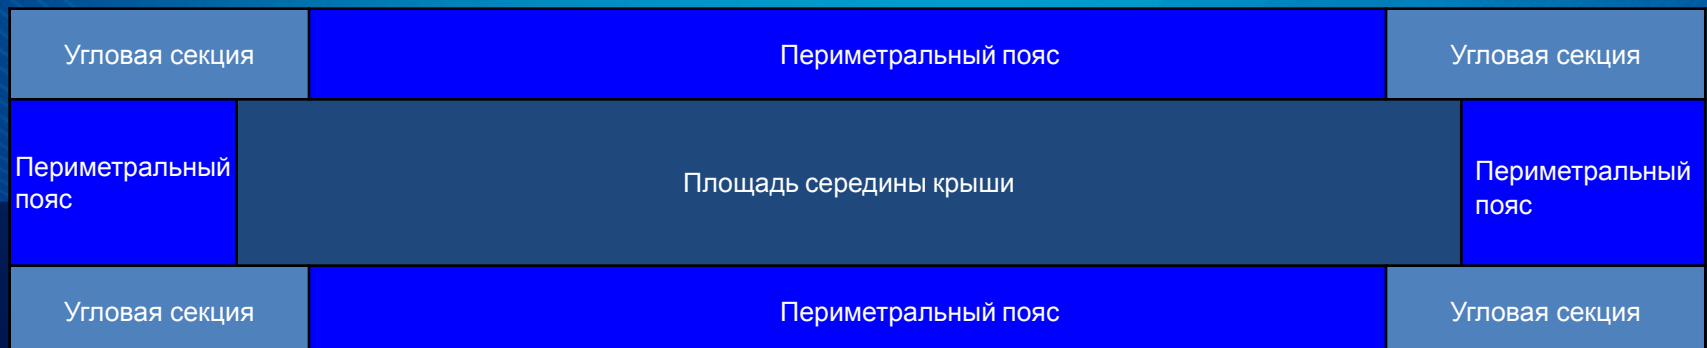 Угловая секция
Периметральный пояс
Угловая секция
Периметральный
пояс
Площадь середины крыши
Периметральный
пояс
Угловая секция
Периметральный пояс
Угловая секция